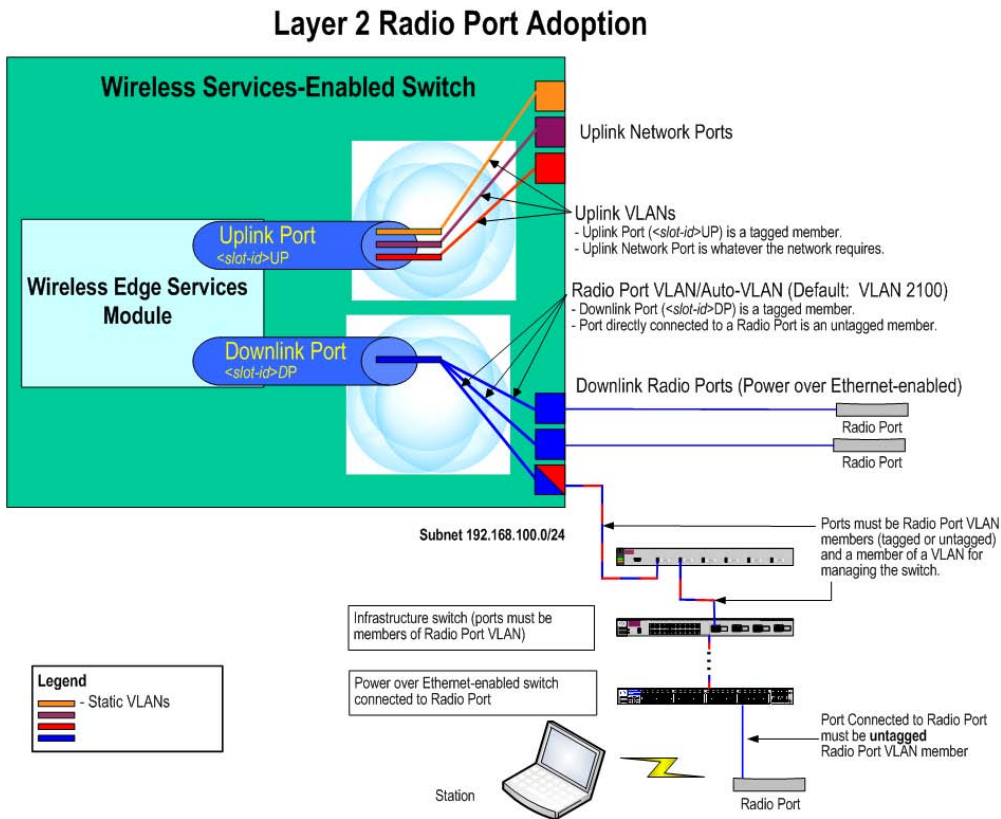 Layer 2 Radio Port Adoption
Wireless Services-Enabled Switch
Uplink Network Ports
Uplink Port
<slot-id>UP
Uplink VLANs
- Uplink Port (<slot-id>UP) is a tagged member.
- Uplink Network Port is whatever the network requires.
Wireless Edge Services
Module
Radio Port VLAN/Auto-VLAN (Default: VLAN 2100)
- Downlink Port (<slot-id>DP) is a tagged member.
- Port directly connected to a Radio Port is an untagged member.
Downlink Port
<slot-id>DP
Downlink Radio Ports (Power over Ethernet-enabled)
Radio Port
Radio Port
Subnet 192.168.100.0/24
Ports must be Radio Port VLAN
members (tagged or untagged)
and a member of a VLAN for
managing the switch.
Infrastructure switch (ports must be
members of Radio Port VLAN)
Power over Ethernet-enabled switch
connected to Radio Port
Legend
- Static VLANs
Port Connected to Radio Port
must be untagged
Radio Port VLAN member
Station
Radio Port